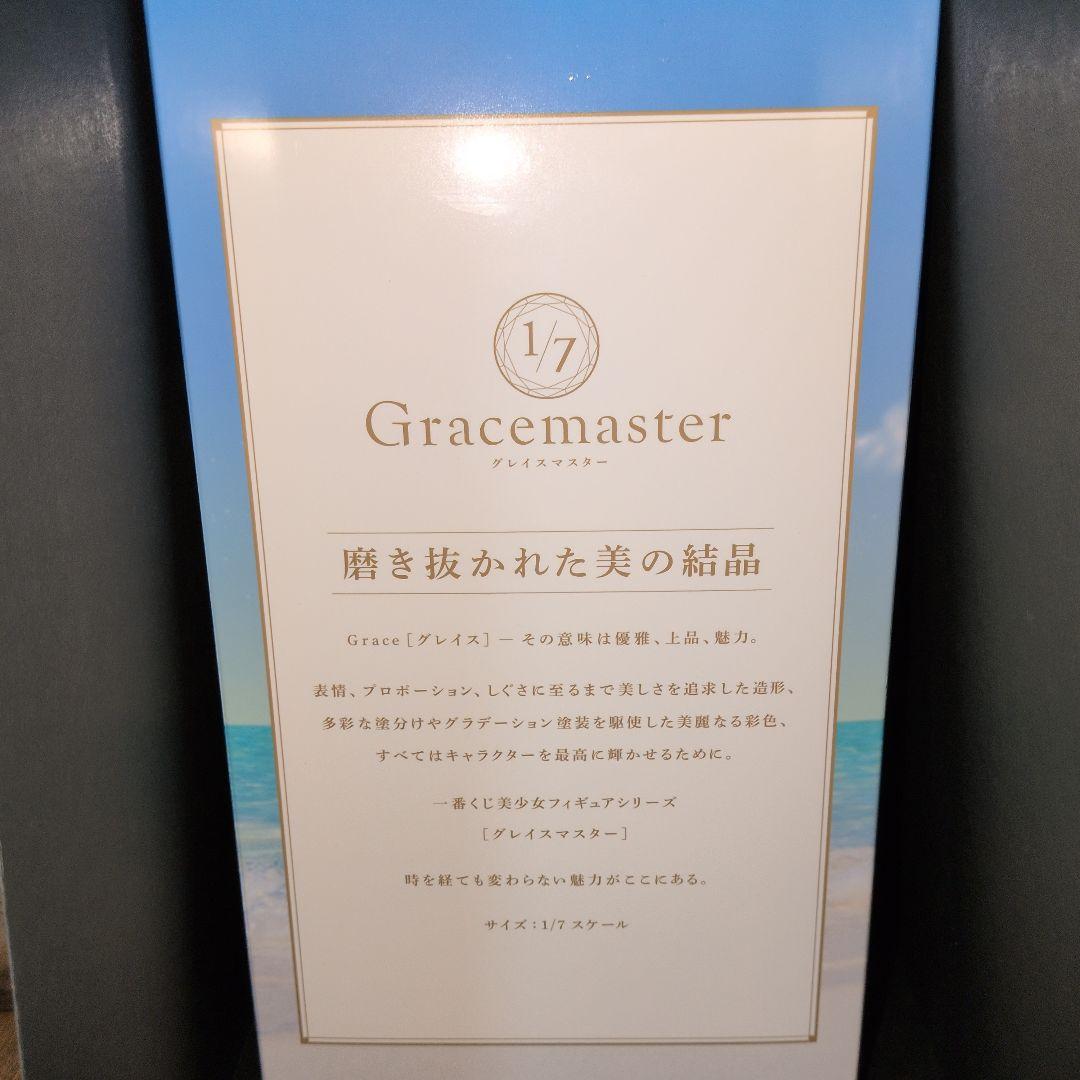 1/7
Gracemaster
グレイスマスター
磨き抜かれた美の結晶
Grace[グレイス]― その意味は優雅、上品、魅力。
表情、プロポーション、しぐさに至るまで美しさを追求した造形、
多彩な塗分けやグラデーション塗装を駆使した美麗なる彩色、
すべてはキャラクターを最高に輝かせるために。
一番くじ美少女フィギュアシリーズ
[グレイスマスター]
時を経ても変わらない魅力がここにある。
サイズ：1/7 スケール